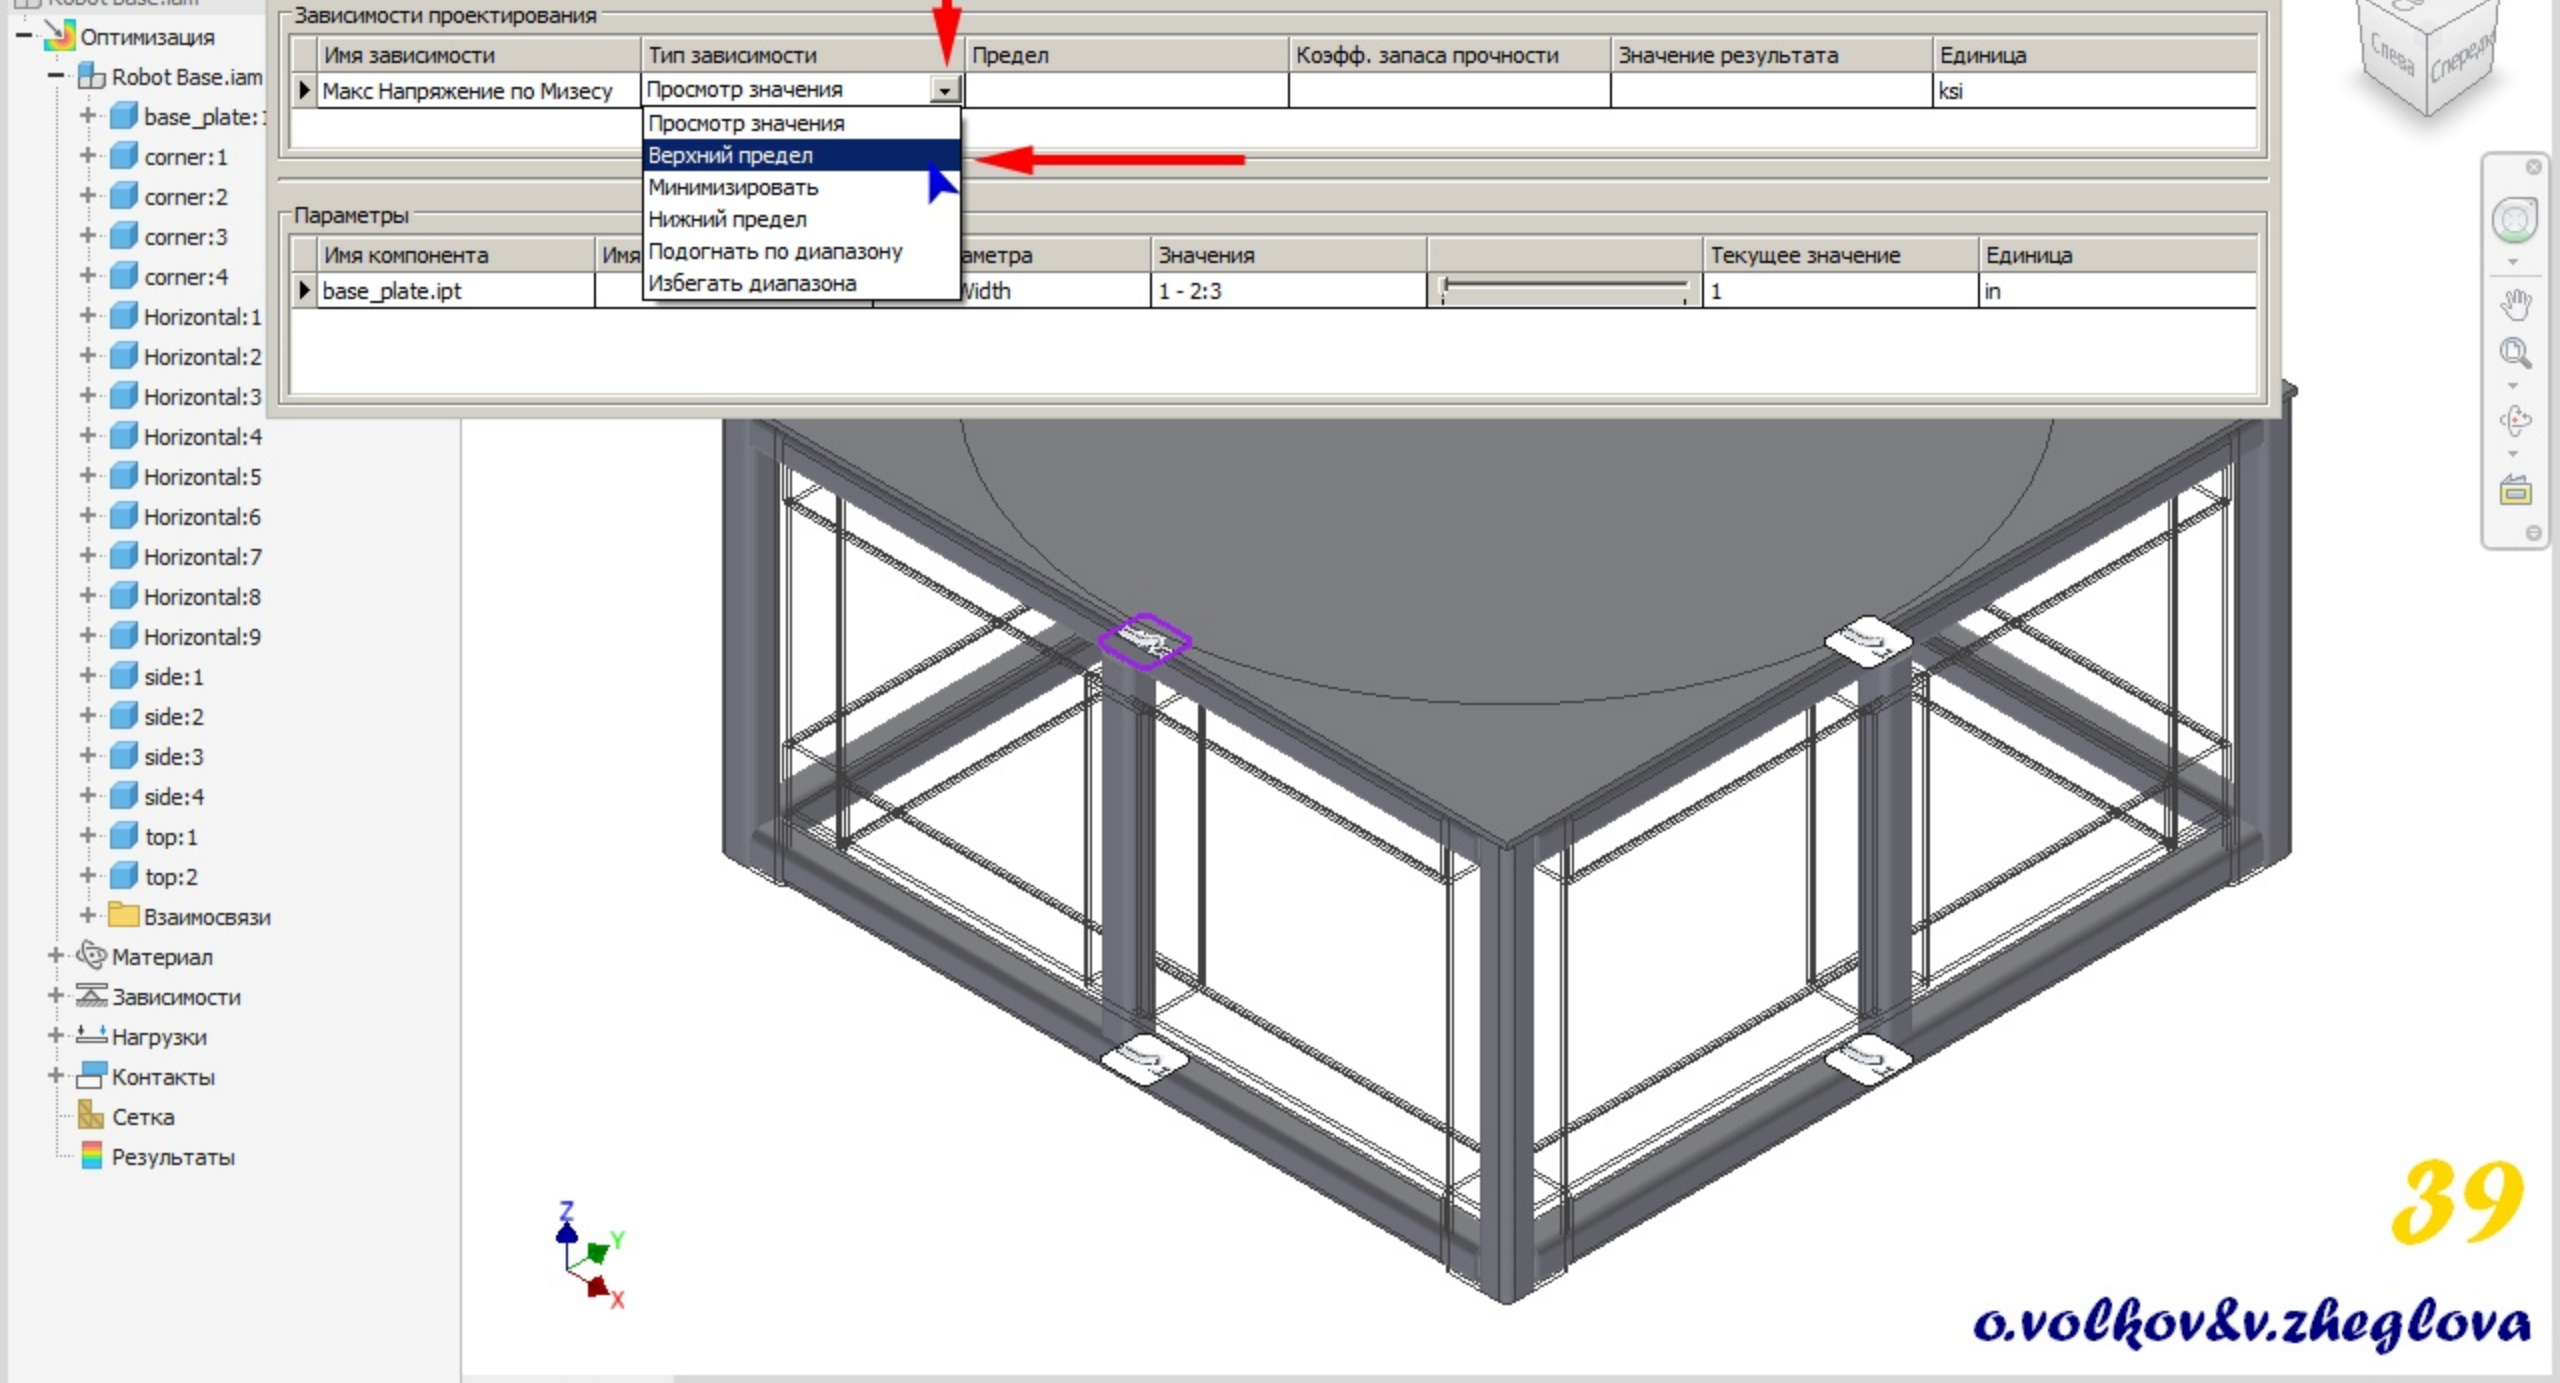 Оптимизация
Robot Base.iam
base_plate:1
corner:1
corner:2
corner:3
corner:4
Horizontal:1
Horizontal:2
Horizontal:3
Horizontal:4
Horizontal:5
Horizontal:6
Horizontal:7
Horizontal:8
Horizontal:9
side:1
side:2
side:3
side:4
top:1
top:2
Взаимосвязи
Материал
Зависимости
Нагрузки
Контакты
Сетка
Результаты
Зависимости проектирования
Имя зависимости Тип зависимости Предел Коэфф. запаса прочности Значение результата Единица
Макс Напряжение по Мизесу Просмотр значения ksi
Просмотр значения
Верхний предел
Минимизировать
Нижний предел
Подогнать по диапазону
Избегать диапазона
Параметры
Имя компонента Имя Значения Текущее значение Единица
base_plate.ipt Width 1 - 2:3 1 in
Слева Спереди
Z
Y
X
39
o.volkov&v.zheglova